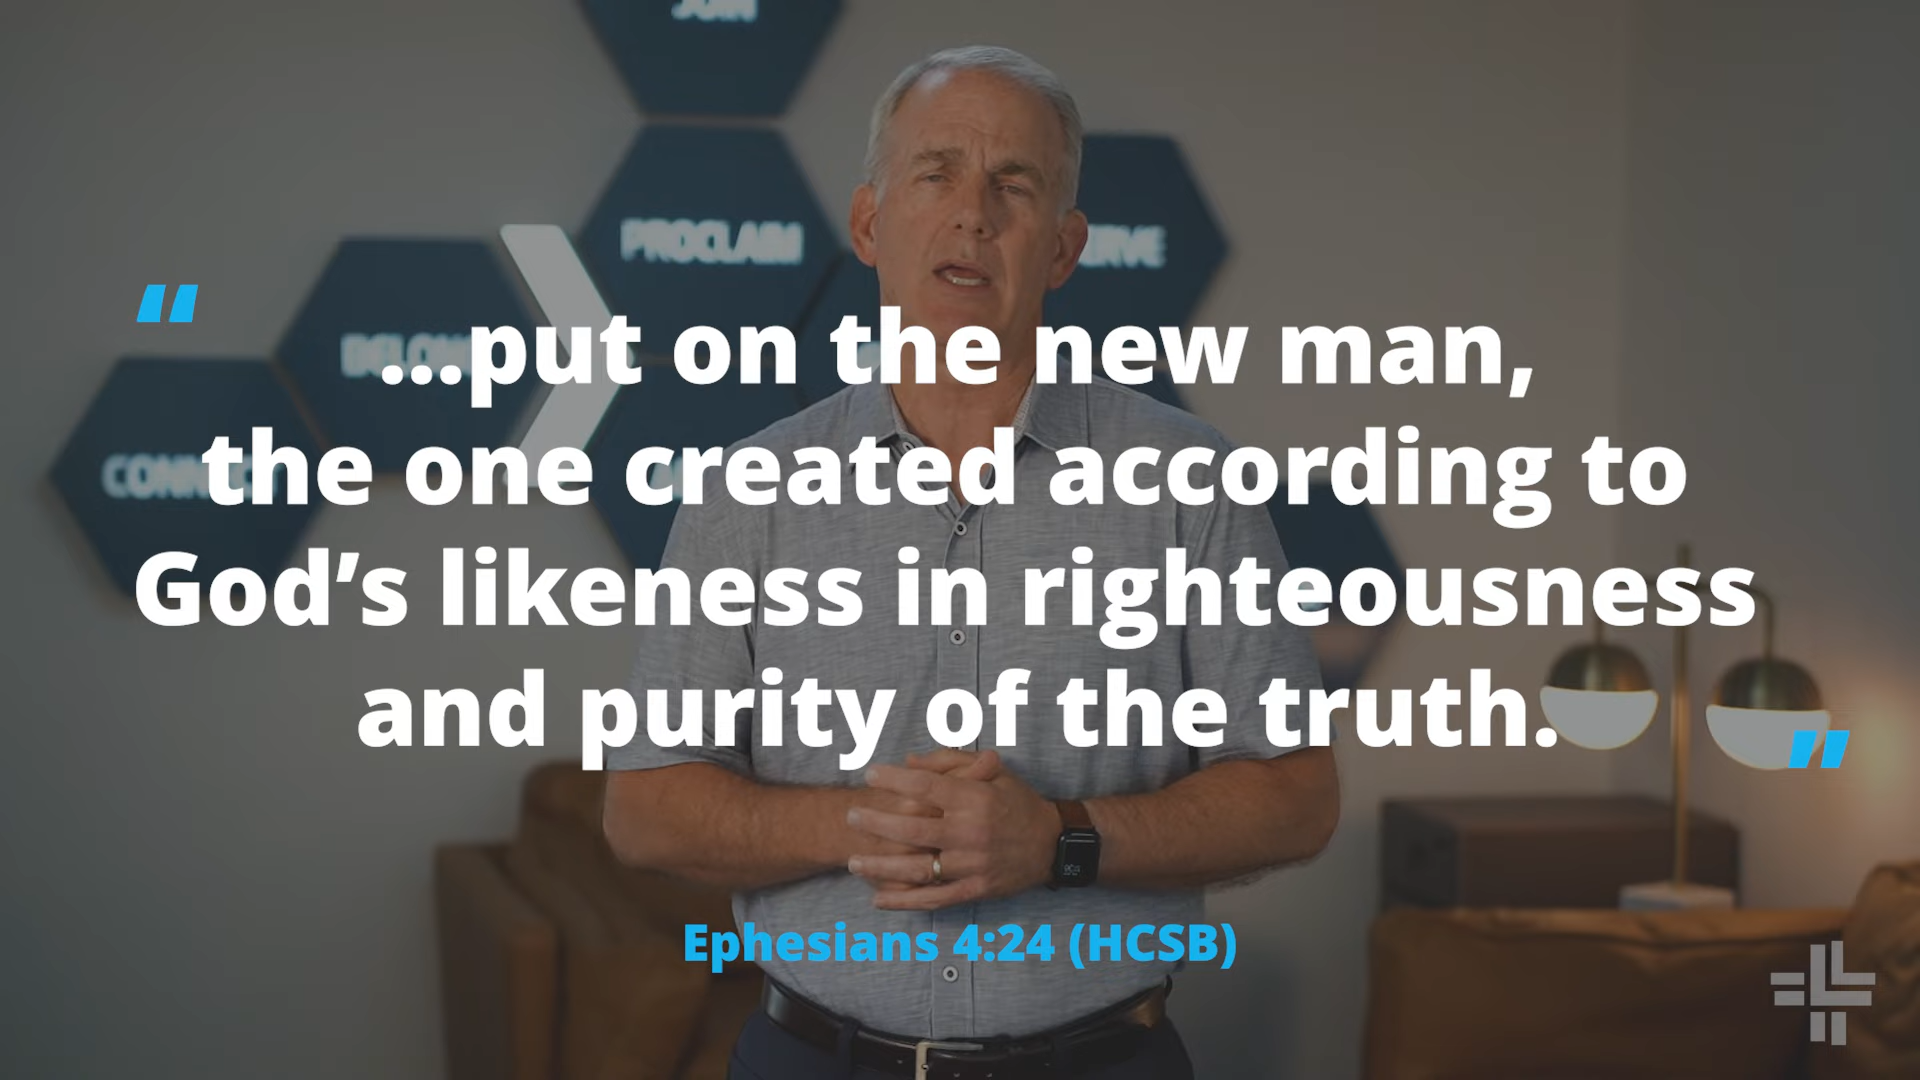 JOIN
PROCLAIM
“
...put on the new man,
the one created according to
God’s likeness in righteousness
and purity of the truth.
”
Ephesians 4:24 (HCSB)